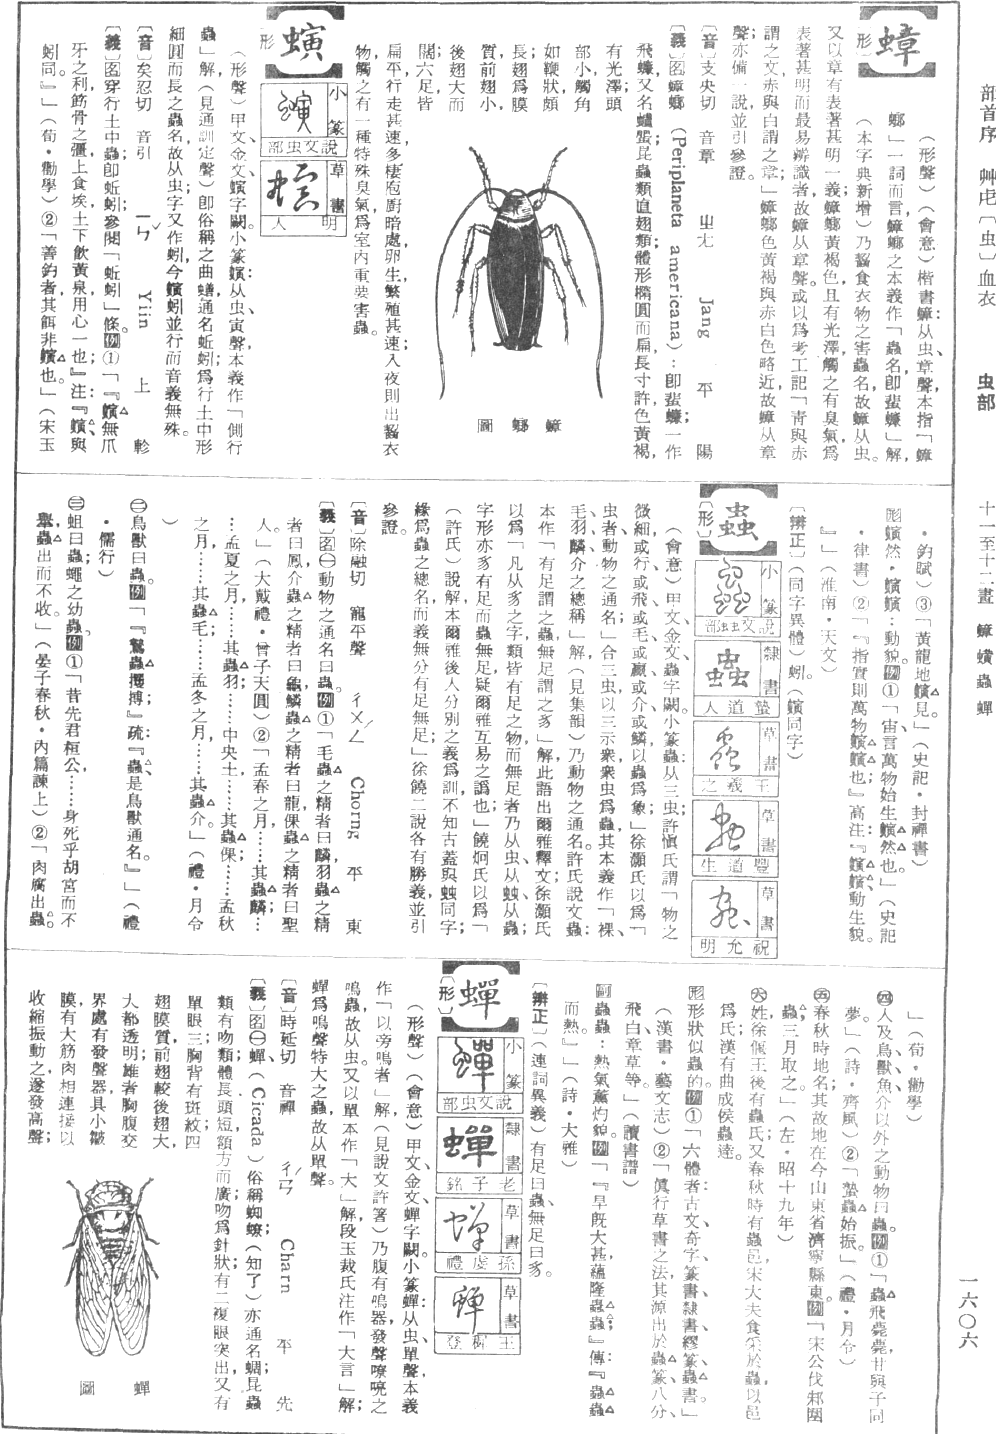 部首序 艸虍〔虫〕血衣 虫部 十一至十二畫 蟑 螾 蟲 蟬 一六〇六
蟑
〔形〕
(形聲)(會意)楷書蟑:从虫、章聲,本指「蟑
螂」一詞而言,蟑螂之本義作「蟲名,即蜚蠊」解,
(本字典新增)乃齧食衣物之害蟲名,故蟑从虫。
又以章有表著甚明一義,蟑螂黃褐色且有光澤,觸之有臭氣,爲
表著甚明而最易辨識者,故蟑从章聲。或以爲考工記「青與赤
謂之文,赤與白謂之章」蟑螂色黃褐,與赤白色略近,故蟑从章
聲,亦備一說,並引參證。
〔音〕支央切 音章 ㄓㄤ Jang 平 陽
〔義〕名蟑螂 (Periplaneta americana):即蜚蠊,一作
飛蠊,又名蠦蜰;昆蟲類直翅類,體形橢圓而扁,長寸許,色黃褐,
有光澤;頭
部小,觸角
如鞭狀,頗
長;翅爲膜
質,前翅小,
後翅大而
闊;六足皆
扁平,行走甚速;多棲庖廚暗處,卵生,繁殖甚速;入夜則出齧衣
物,觸之有一種特殊臭氣,爲室內重要害蟲。
圖螂蟑
螾
〔形〕
小篆 說文虫部
草書 明人
(形聲)甲文、金文螾字闕。小篆螾:从虫、寅聲,本義作「側行
蟲」解(見通訓定聲)即俗稱之曲蟮,通名蚯蚓;爲行土中形
細圓而長之蟲名,故从虫。字又作蚓,今螾蚓並行而音義無殊。
〔音〕矣忍切 音引 ㄧㄣˇ Yiin 上 軫
〔義〕名穿行土中蟲;即蚯蚓,參閱「蚯蚓」條。例①「『螾無爪
牙之利,筋骨之彊,上食埃土,下飲黃泉,用心一也』;注:『螾與
蚓同。』」(荀・勸學)②「善釣者其餌非螾也。」(宋玉
・釣賦)③「黃龍地螾見。」(史記・封禪書)
形螾然、螾螾:動貌。例①「寅,言萬物始生螾然也。」(史記
・律書)②「『指寅則萬物螾螾也』;高注:『螾螾,動生貌。
』」(淮南・天文)
〔辨正〕(同字異體)蚓。(螾同字)
蟲
〔形〕
小篆 說文蟲部
隸書 螢道人
草書 王羲之
草書 豐道生
草書 祝允明
(會意)甲文、金文蟲字闕。小篆蟲:从三虫,許愼氏謂「物之
微細,或行或飛,或毛或蠃,或介或鱗,以蟲爲象」徐灝氏以爲「
虫者,動物之通名」合三虫以三示衆,衆虫爲蟲,其本義作「裸、
毛、羽、鱗、介之總稱」解(見集韻)乃動物之通名。許氏說文蟲:
本作「有足謂之蟲,無足謂之豸」解,此語出爾雅釋文,徐灝氏
以爲「凡从豸之字,類皆有足之物,而無足者乃从虫、从䖵、从蟲;
字形亦豸有足而蟲無足,疑爾雅互易之譌也」饒炯氏以爲「
(許氏)說解本爾雅後人分別之義爲訓,不知古蓋與䖵同字;
緣爲蟲之總名,而義無分有足無足」徐饒二說各有勝義,並引
參證。
〔音〕除融切 寵平聲 ㄔㄨㄥˊ Chorng 平 東
〔義〕名㊀動物之通名曰蟲。例①「毛蟲之精者曰麟,羽蟲之精
者曰鳳,介蟲之精者曰龜,鱗蟲之精者曰龍,倮蟲之精者曰聖
人。」(大戴禮・曾子天圓)②「孟春之月……其蟲鱗;…
…孟夏之月……其蟲羽;……中央土……其蟲倮;……孟秋
之月……其蟲毛;……孟冬之月……其蟲介」(禮・月令
)
㊁鳥獸曰蟲。例「『鷙蟲攫搏』;疏:『蟲是鳥獸通名。』」(禮
・儒行)
㊂蛆曰蟲;蠅之幼蟲。例①「昔先君桓公……身死乎胡宮而不
舉,蟲出而不收。」(晏子春秋・內篇諫上)②「肉腐出蟲。
」(荀・勸學)
㊃人及鳥獸魚介以外之動物曰蟲。例①「蟲飛薨薨,甘與子同
夢。」(詩・齊風)②「蟄蟲始振。」(禮・月令)
㊄春秋時地名;其故地在今山東省濟寧縣東。例「宋公伐邾,圍
蟲;三月,取之。」(左・昭十九年)
㊅姓,徐偃王後有蟲氏;又春秋時有蟲邑,宋大夫食采於蟲,以邑
爲氏;漢有曲成侯蟲逵。
形形狀似蟲的。例①「六體者,古文、奇字、篆書、隸書、繆篆、蟲書。」
(漢書・藝文志)②「眞行草書之法,其源出於蟲篆、八分、
飛白、章草等。」(讀書譜)
副蟲蟲:熱氣薰灼貌。例「『旱旣大甚,蘊隆蟲蟲』;傳:『蟲蟲
而熱。』」(詩・大雅)
〔辨正〕(連詞異義)有足曰蟲、無足曰豸。
蟬
〔形〕
小篆 說文虫部
隸書 老子銘
草書 孫虔禮
草書 王穉登
(形聲)(會意)甲文、金文蟬字闕。小篆蟬:从虫、單聲,本義
作「以旁鳴者」解(見說文許箸)乃腹有鳴器發聲嘹喨之
鳴蟲,故从虫。又以單本作「大」解,段玉裁氏注作「大言」解;
蟬爲鳴聲特大之蟲,故从單聲。
〔音〕時延切 音禪 ㄔㄢˊ Charn 平 先
〔義〕名㊀蟬(Cicada)俗稱蜘蟟(知了)亦通名蜩;昆蟲
類有吻類;體長,頭短,額方而廣,吻爲針狀;有二複眼突出,又有
單眼三;胸背有斑紋,四
翅膜質,前翅較後翅大,
大都透明;雄者胸腹交
界處有發聲器,具小皺
膜,有大筋肉相連接以
收縮振動之,遂發高聲;
圖 蟬